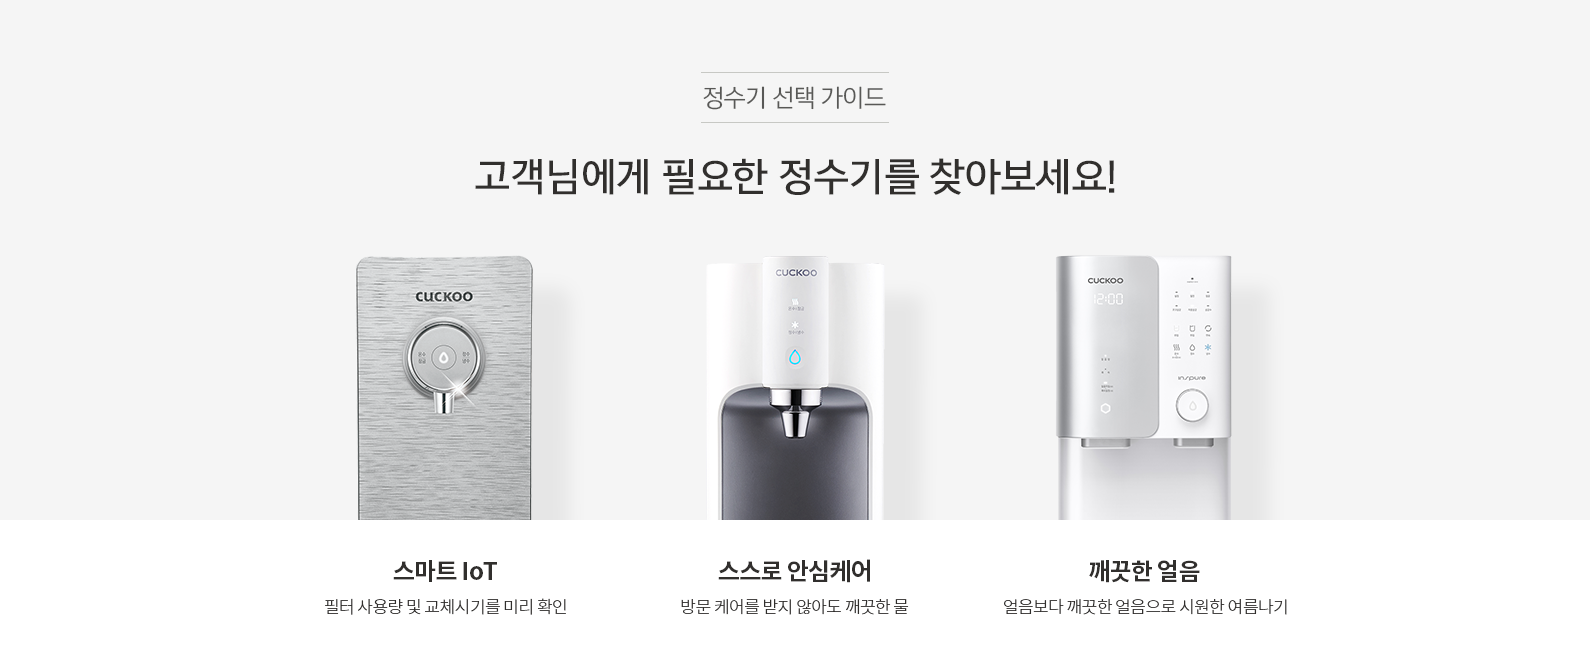 정수기 선택 가이드
고객님에게 필요한 정수기를 찾아보세요!
CUCKOO
CUCKOO
CUCKOO
12:00
inspure
스마트 IoT
필터 사용량 및 교체시기를 미리 확인
스스로 안심케어
방문 케어를 받지 않아도 깨끗한 물
깨끗한 얼음
얼음보다 깨끗한 얼음으로 시원한 여름나기